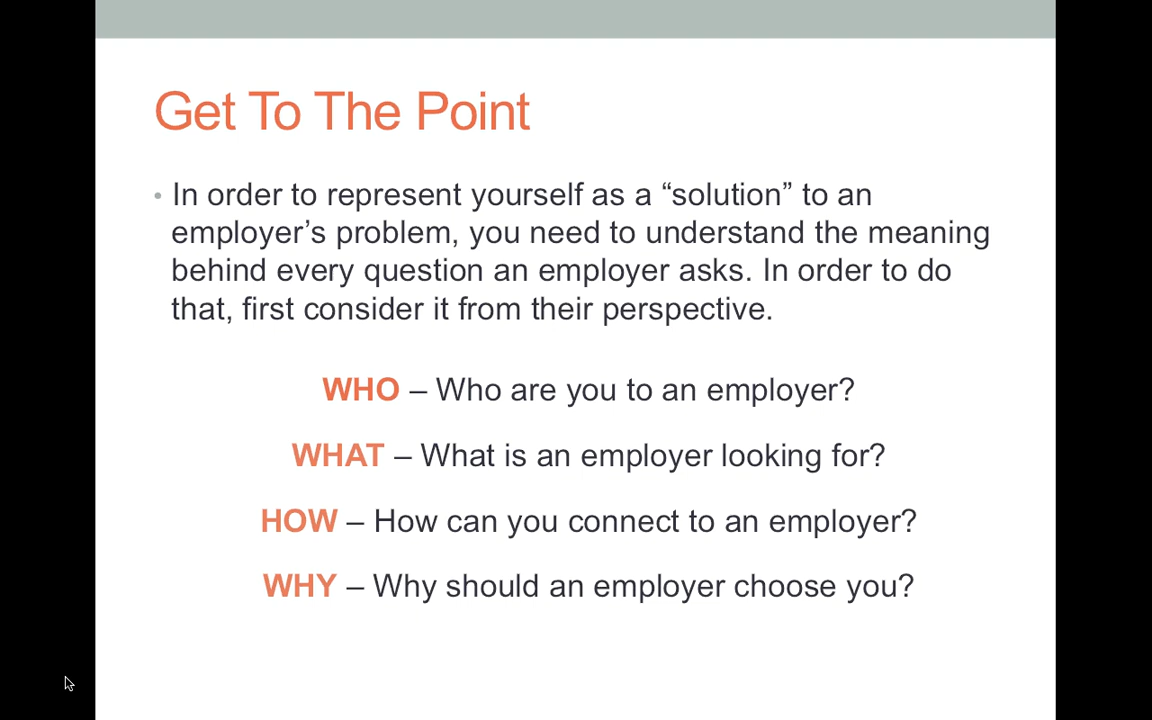 Get To The Point
• In order to represent yourself as a “solution” to an
employer’s problem, you need to understand the meaning
behind every question an employer asks. In order to do
that, first consider it from their perspective.
WHO – Who are you to an employer?
WHAT – What is an employer looking for?
HOW – How can you connect to an employer?
WHY – Why should an employer choose you?